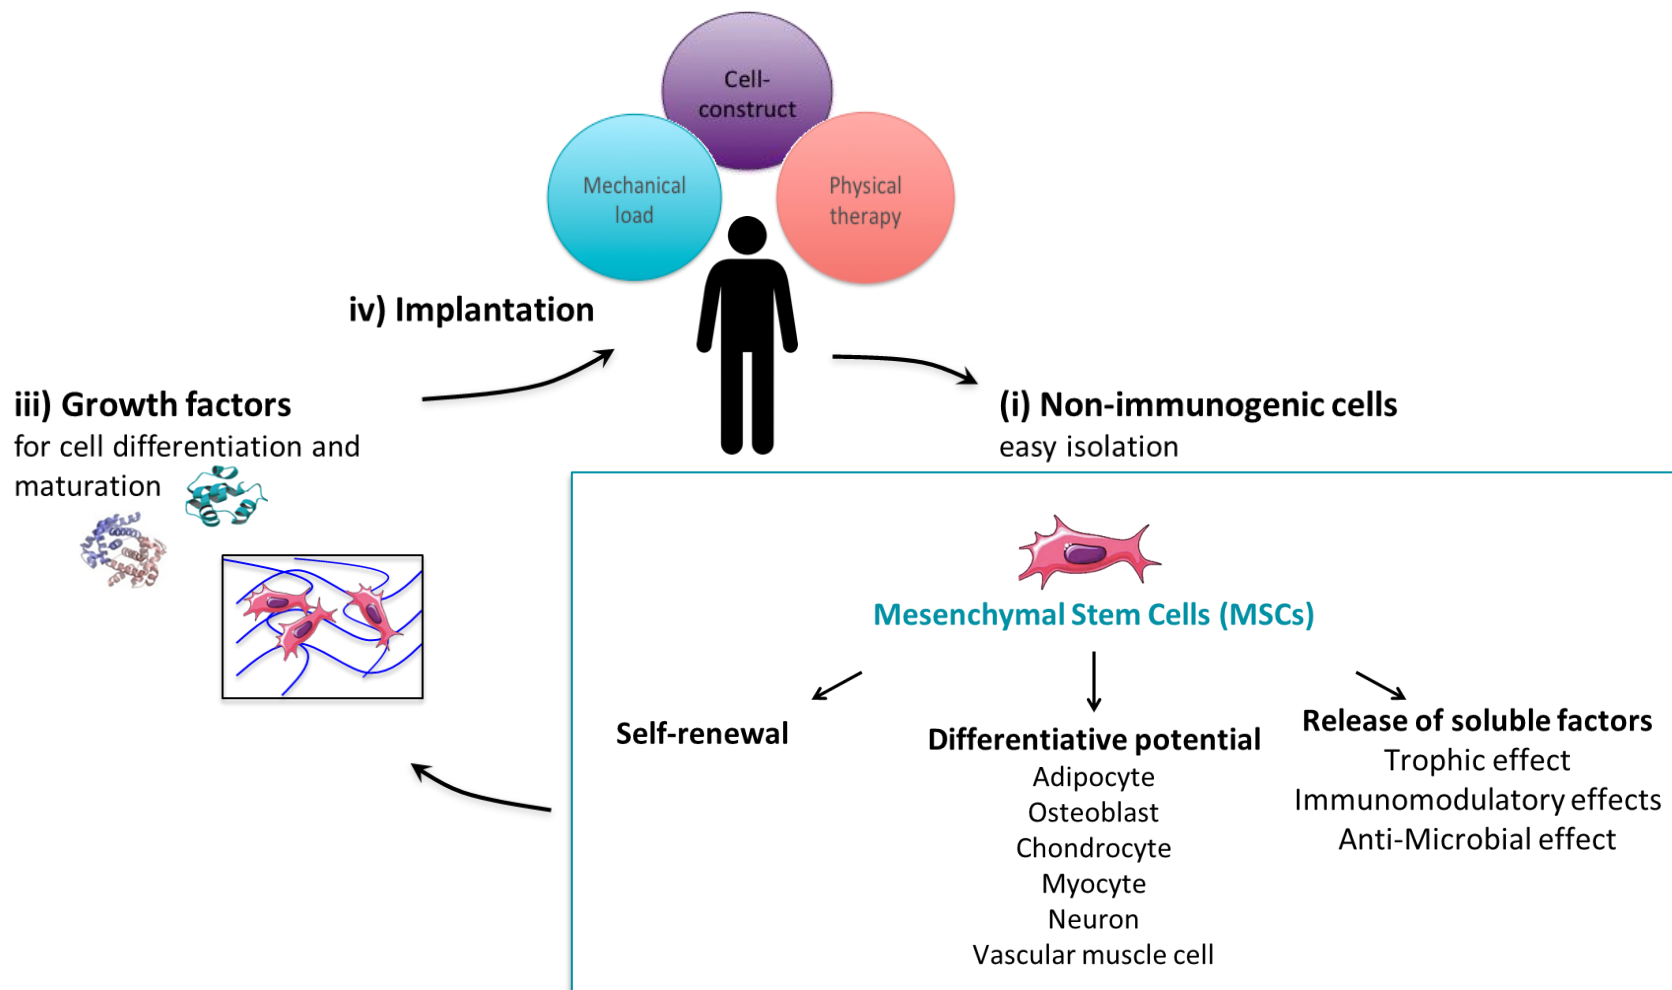 Cell-
construct
Mechanical
load
Physical
therapy
iv) Implantation
iii) Growth factors
for cell differentiation and
maturation
(i) Non-immunogenic cells
easy isolation
Mesenchymal Stem Cells (MSCs)
Self-renewal
Differentiative potential
Adipocyte
Osteoblast
Chondrocyte
Myocyte
Neuron
Vascular muscle cell
Release of soluble factors
Trophic effect
Immunomodulatory effects
Anti-Microbial effect